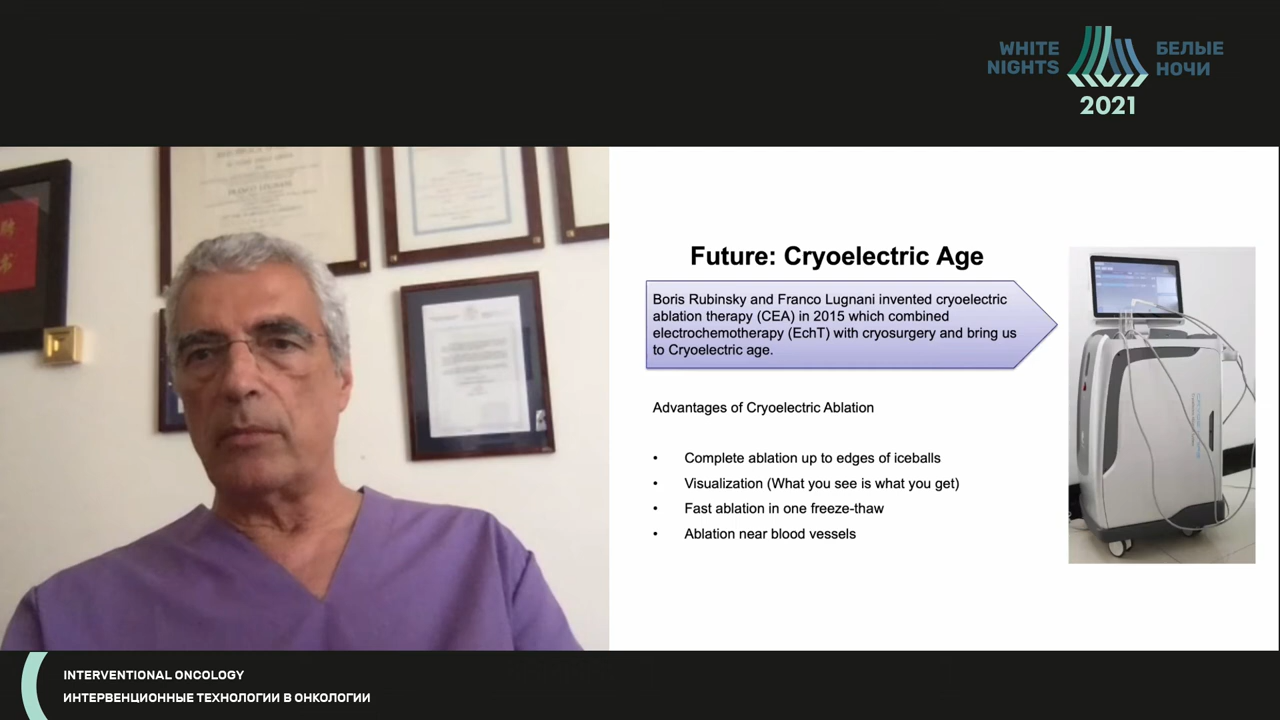 WHITE
NIGHTS
БЕЛЫЕ
НОЧИ
2021
Future: Cryoelectric Age
Boris Rubinsky and Franco Lugnani invented cryoelectric
ablation therapy (CEA) in 2015 which combined
electrochemotherapy (EchT) with cryosurgery and bring us
to Cryoelectric age.
Advantages of Cryoelectric Ablation
• Complete ablation up to edges of iceballs
• Visualization (What you see is what you get)
• Fast ablation in one freeze-thaw
• Ablation near blood vessels
INTERVENTIONAL ONCOLOGY
ИНТЕРВЕНЦИОННЫЕ ТЕХНОЛОГИИ В ОНКОЛОГИИ